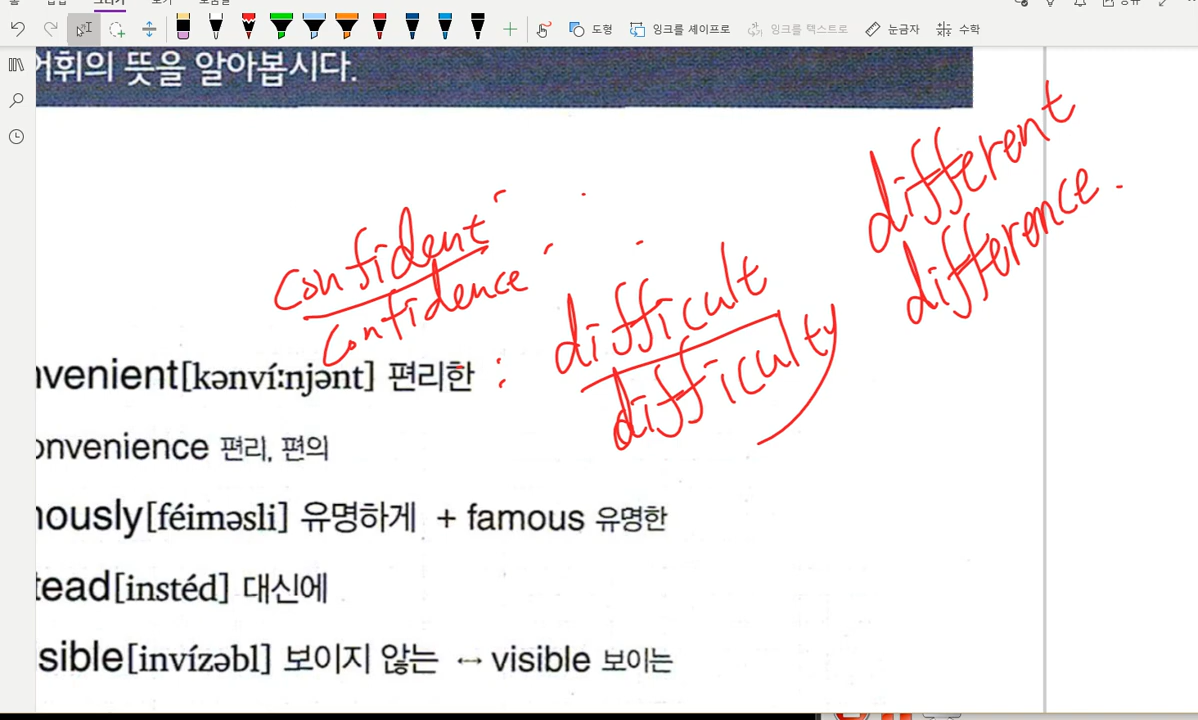 도형
잉크를 셰이프로
잉크를 텍스트로
눈금자
수학
어휘의 뜻을 알아봅시다.
different
difference.
confident
confidence
difficult
difficulty
nvenient[kənvíːnjənt] 편리한 :
onvenience 편리, 편의
nously[féiməsli] 유명하게 + famous 유명한
tead[instéd] 대신에
sible[invízəbl] 보이지 않는 ↔ visible 보이는